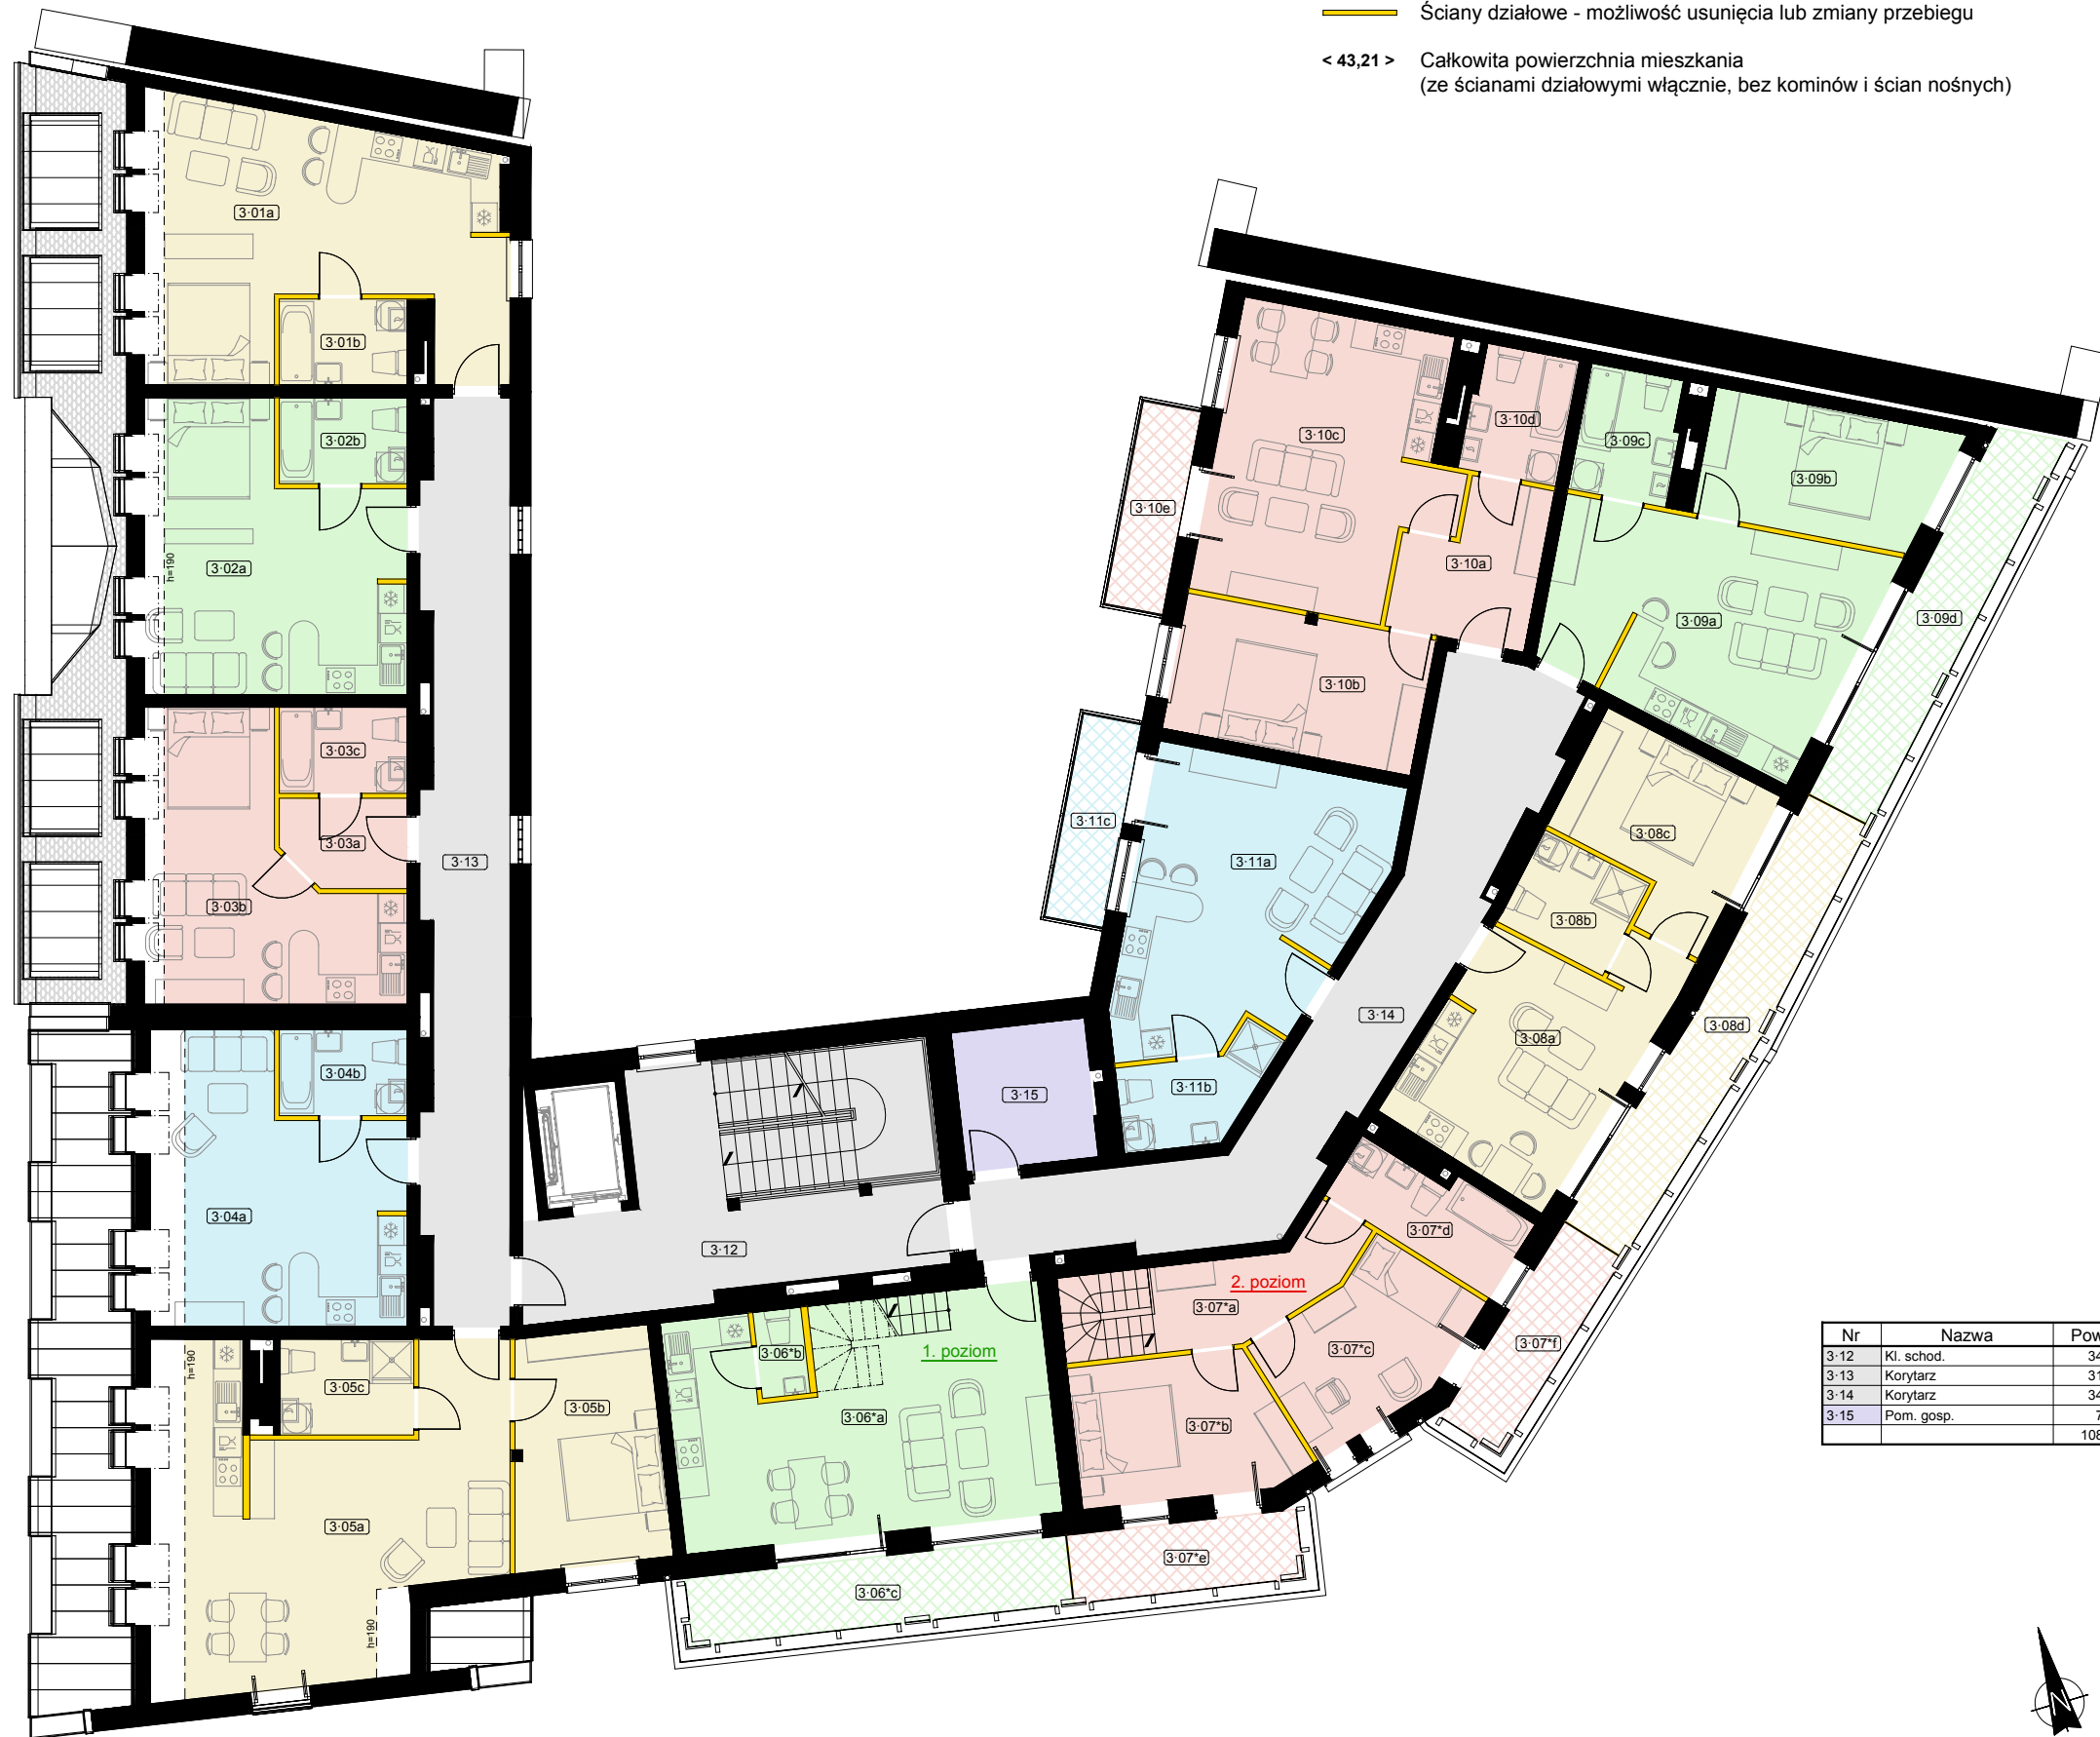 Ściany działowe - możliwość usunięcia lub zmiany przebiegu
< 43,21 > Całkowita powierzchnia mieszkania
(ze ścianami działowymi włącznie, bez kominów i ścian nośnych)
3·01a
3·01b
3·02b
3·02a
h=190
3·03c
3·03a
3·03b
3·13
3·04b
3·04a
3·12
3·15
h=190
3·05c
3·05b
3·05a
h=190
1. poziom
3·06*b
3·06*a
3·06*c
2. poziom
3·07*a
3·07*b
3·07*c
3·07*d
3·07*e
3·07*f
3·08c
3·08b
3·08a
3·08d
3·09c
3·09b
3·09a
3·09d
3·10c
3·10d
3·10e
3·10a
3·10b
3·11c
3·11a
3·11b
3·14
Nr Nazwa Pow
3·12 Kl. schod. 34
3·13 Korytarz 31
3·14 Korytarz 34
3·15 Pom. gosp. 7
108
N